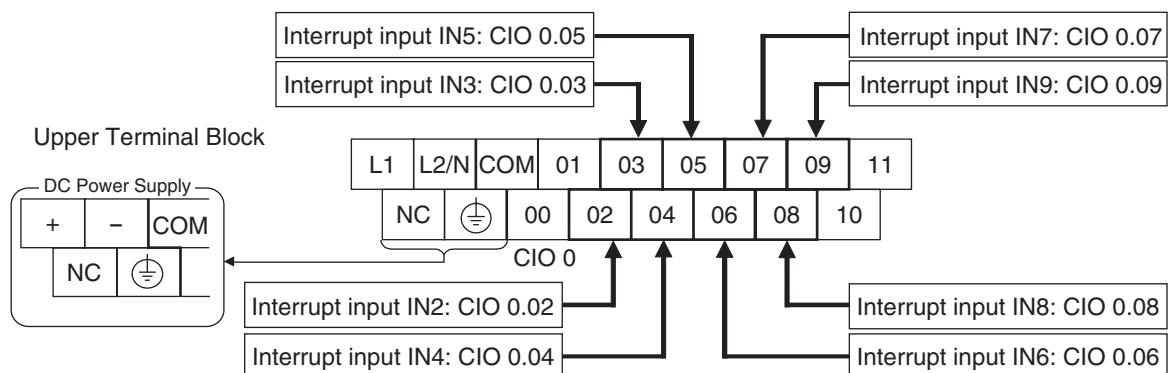 Interrupt input IN5: CIO 0.05
Interrupt input IN7: CIO 0.07
Interrupt input IN3: CIO 0.03
Interrupt input IN9: CIO 0.09
Upper Terminal Block
L1 L2/N COM 01 03 05 07 09 11
NC 00 02 04 06 08 10
CIO 0
DC Power Supply
+ − COM
NC
Interrupt input IN2: CIO 0.02
Interrupt input IN8: CIO 0.08
Interrupt input IN4: CIO 0.04
Interrupt input IN6: CIO 0.06